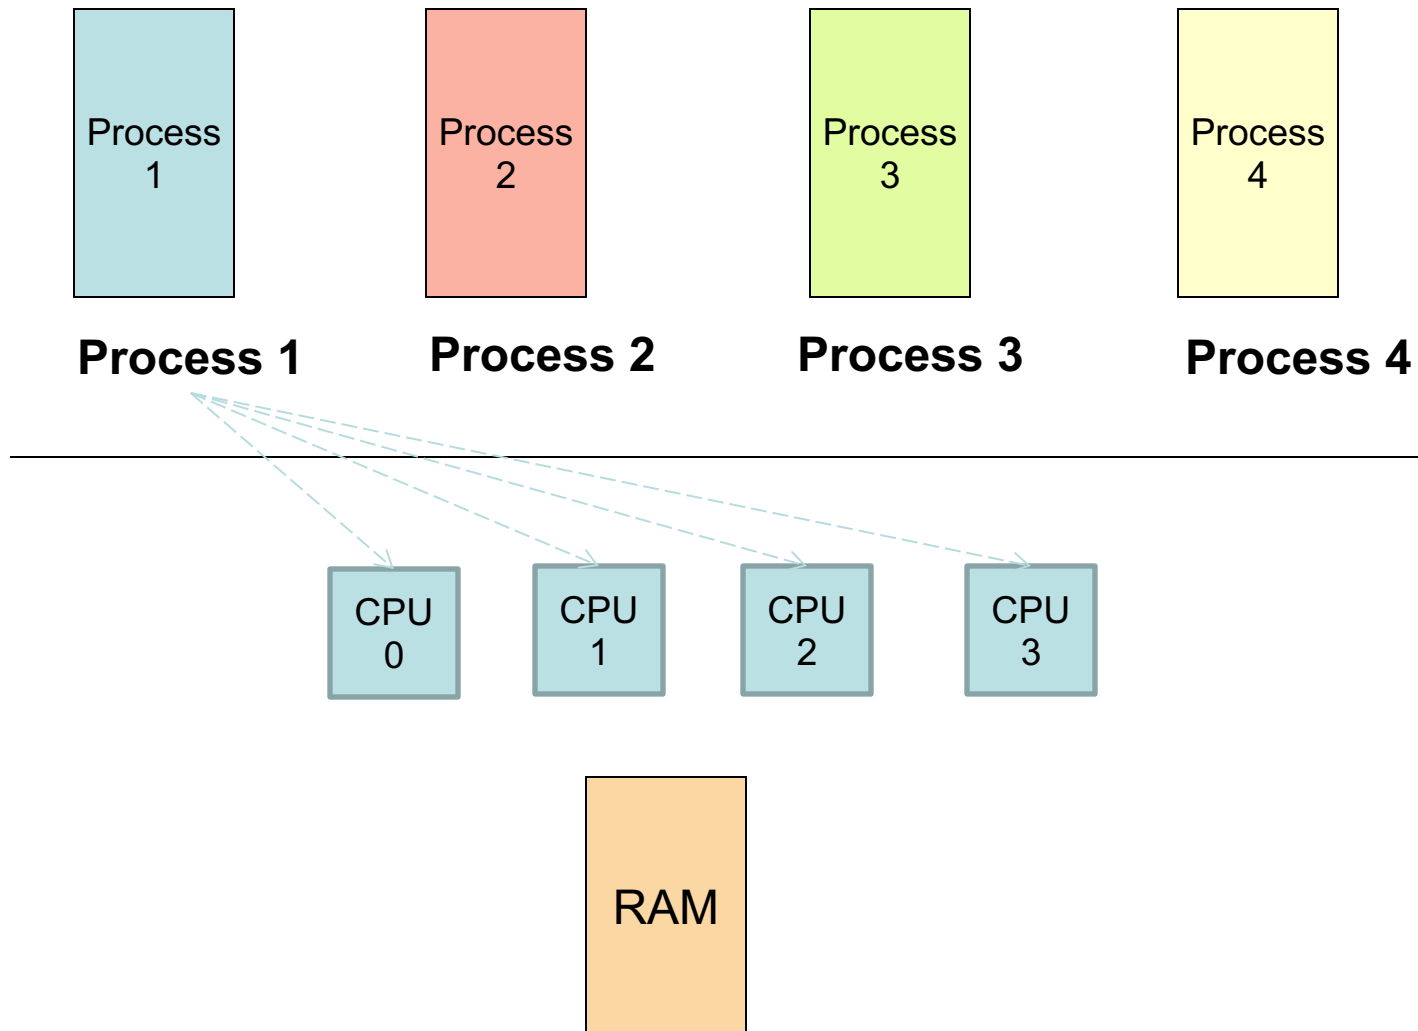 Process
1
Process
2
Process
3
Process
4
Process 1
Process 2
Process 3
Process 4
CPU
0
CPU
1
CPU
2
CPU
3
RAM